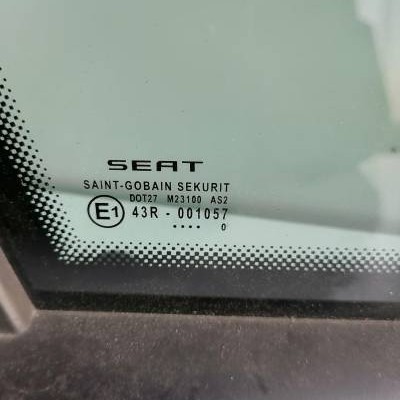 SEAT
SAINT-GOBAIN SEKURIT
DOT27 M23100 AS2
E1 43R - 001057
.... 0